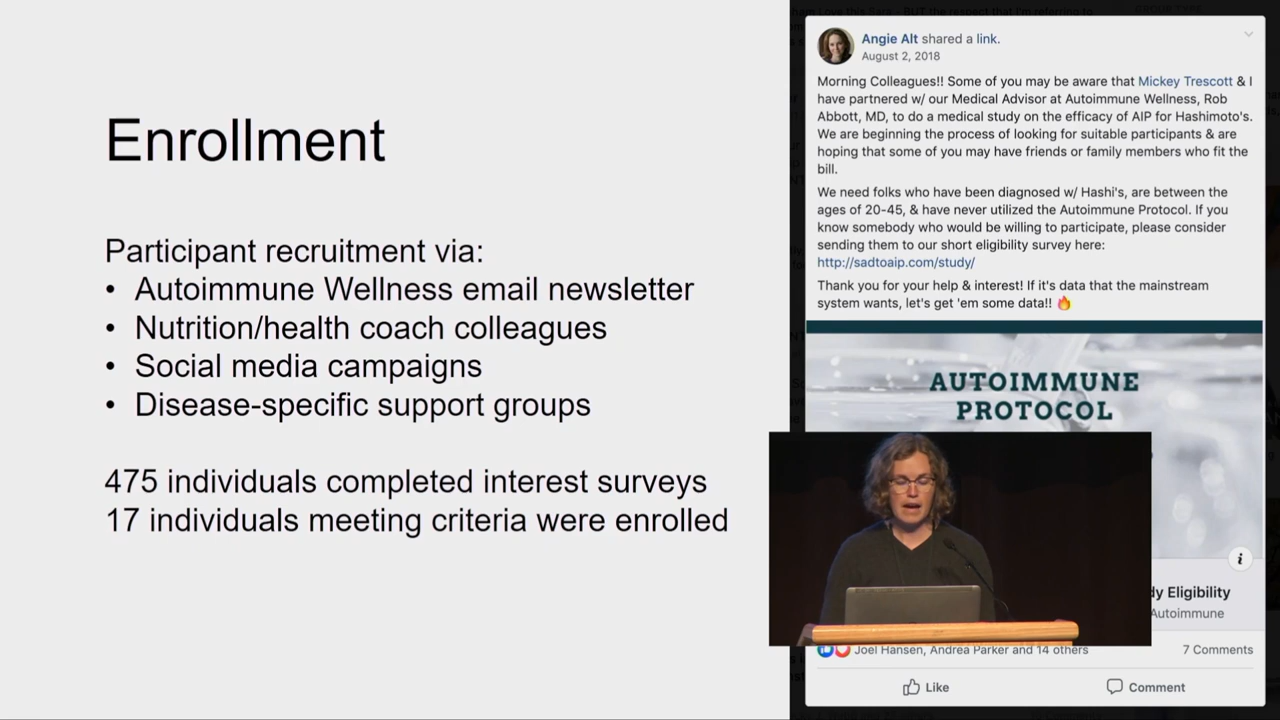 Enrollment
Participant recruitment via:
• Autoimmune Wellness email newsletter
• Nutrition/health coach colleagues
• Social media campaigns
• Disease-specific support groups
475 individuals completed interest surveys
17 individuals meeting criteria were enrolled
Angie Alt shared a link.
August 2, 2018
Morning Colleagues!! Some of you may be aware that Mickey Trescott & I
have partnered w/ our Medical Advisor at Autoimmune Wellness, Rob
Abbott, MD, to do a medical study on the efficacy of AIP for Hashimoto's.
We are beginning the process of looking for suitable participants & are
hoping that some of you may have friends or family members who fit the
bill.
We need folks who have been diagnosed w/ Hashi's, are between the
ages of 20-45, & have never utilized the Autoimmune Protocol. If you
know somebody who would be willing to participate, please consider
sending them to our short eligibility survey here:
http://sadtoaip.com/study/
Thank you for your help & interest! If it's data that the mainstream
system wants, let's get 'em some data!! 🔥
AUTOIMMUNE
PROTOCOL
Eligibility
Autoimmune
Joel Hansen, Andrea Parker and 14 others
7 Comments
Like
Comment